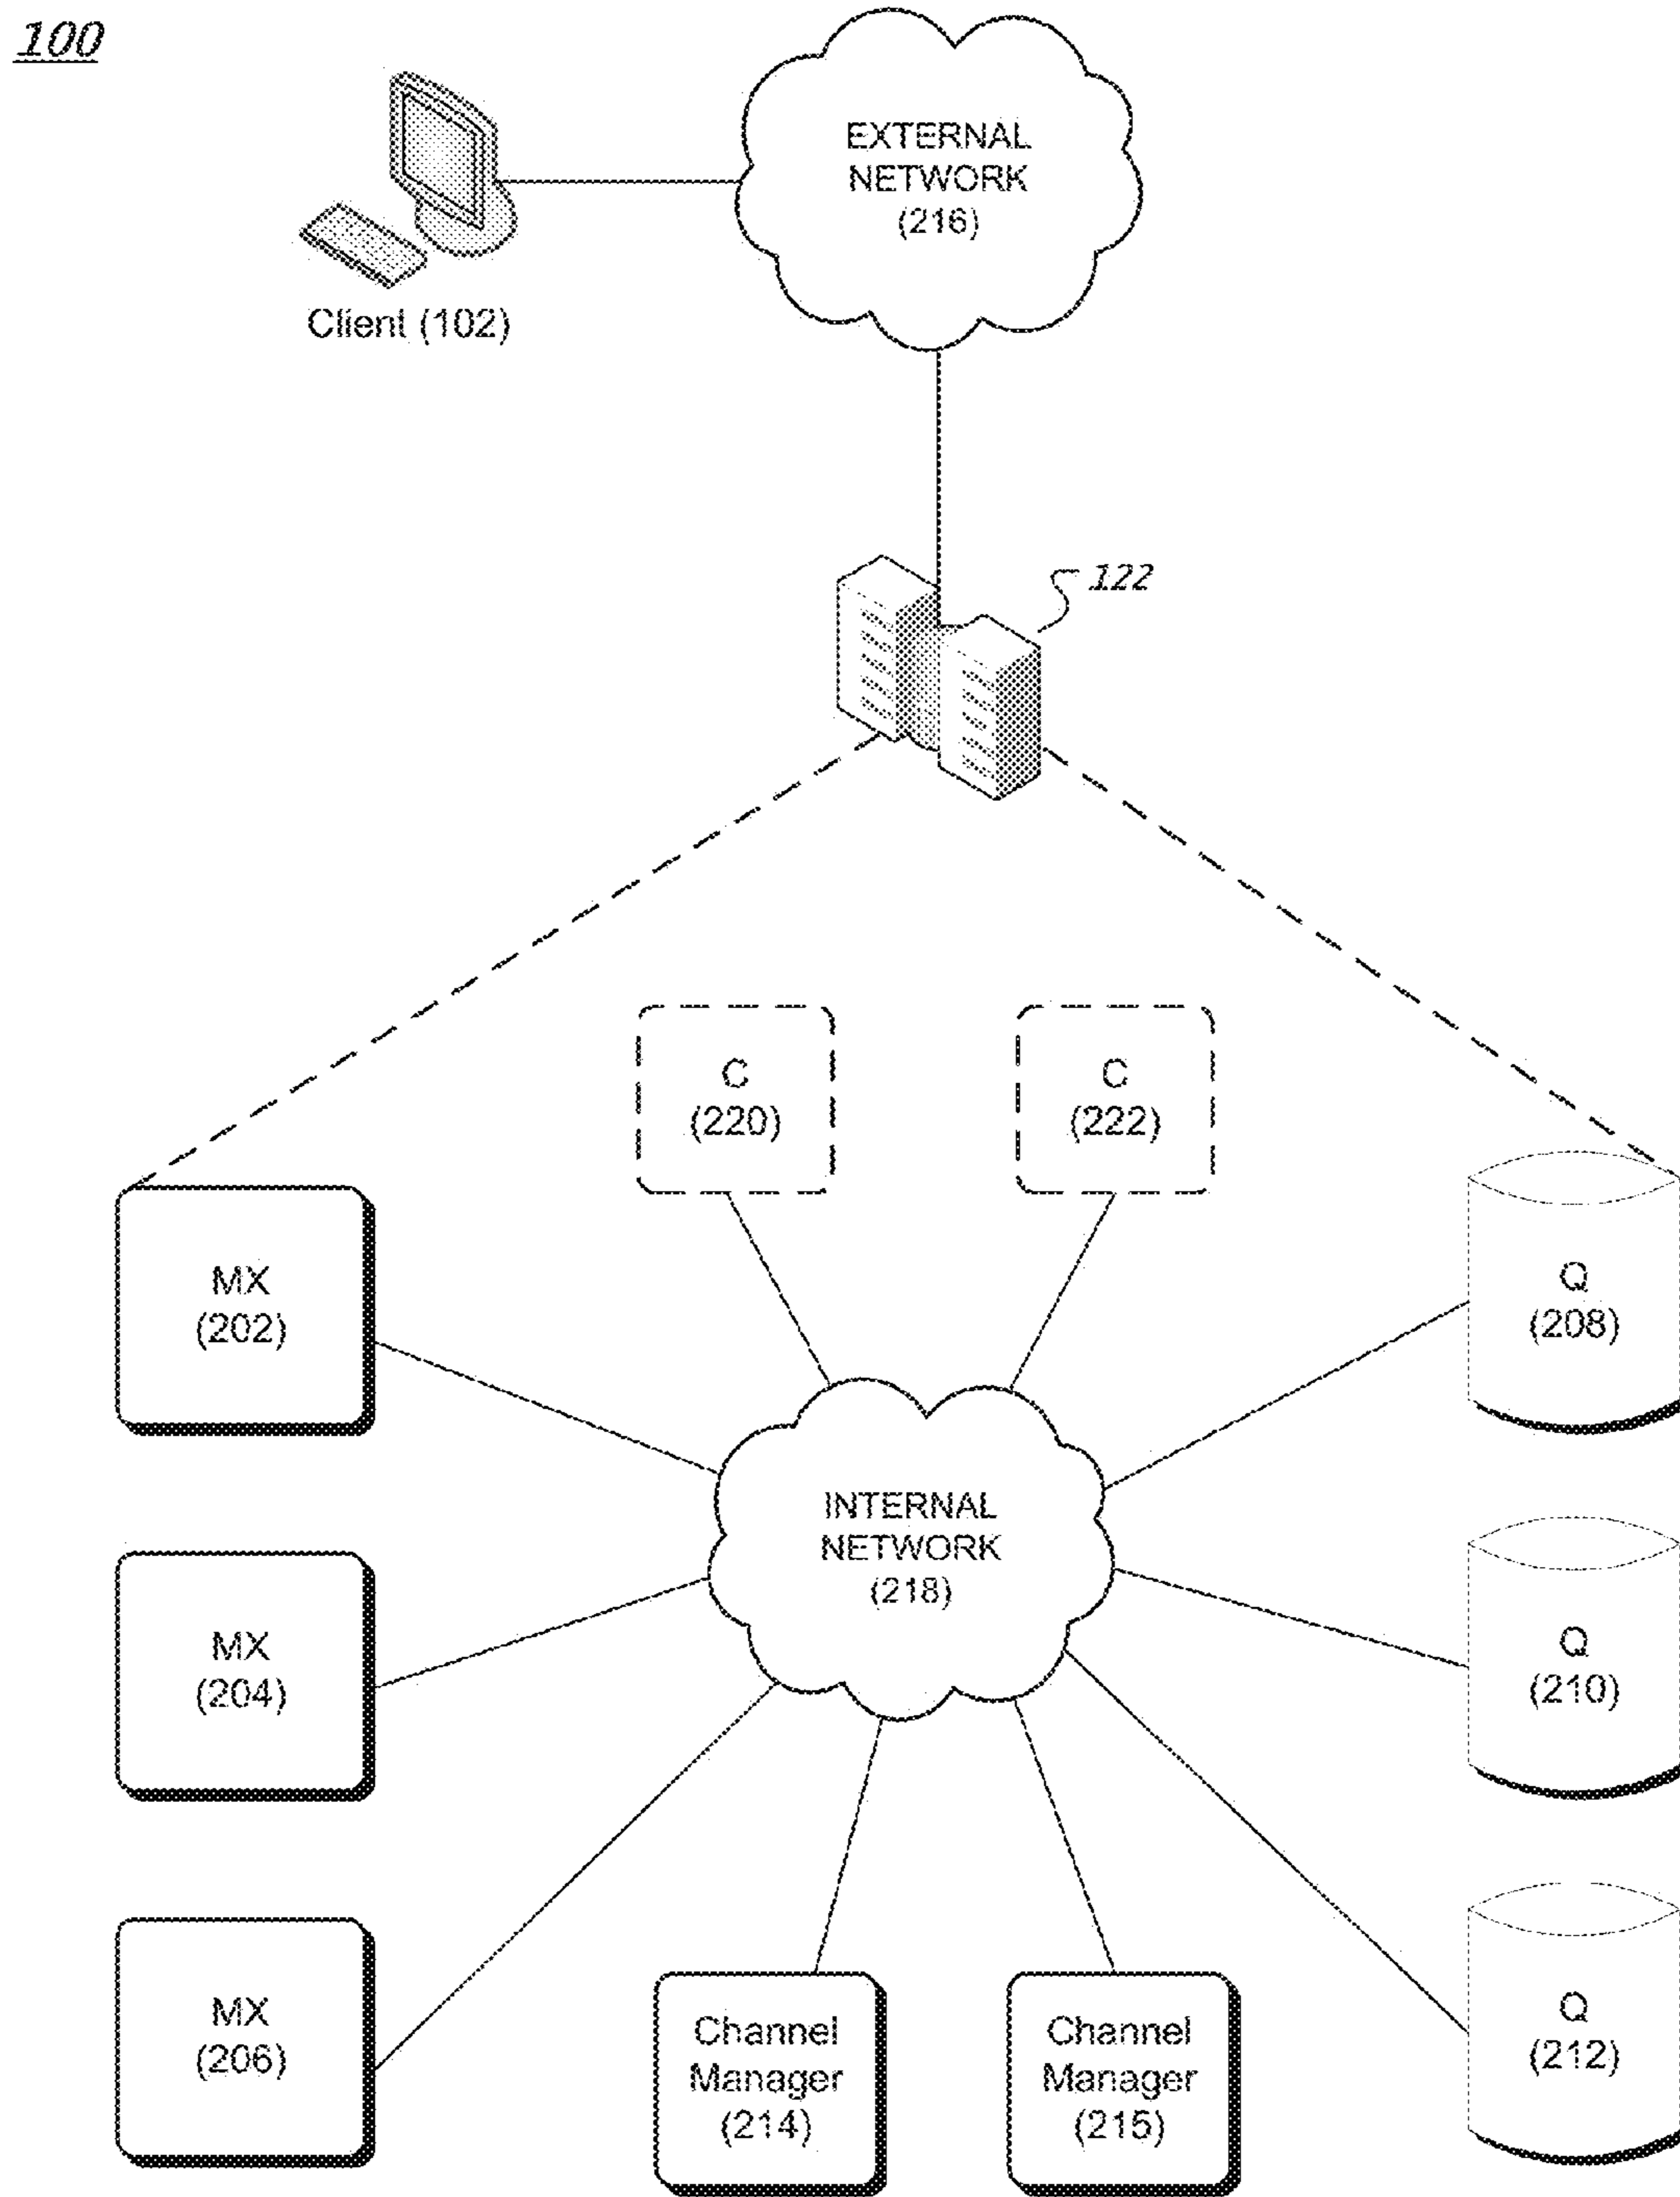 100
EXTERNAL
NETWORK
(216)
Client (102)
122
C
(220)
C
(222)
MX
(202)
Q
(208)
INTERNAL
NETWORK
(218)
MX
(204)
Q
(210)
MX
(206)
Channel
Manager
(214)
Channel
Manager
(215)
Q
(212)